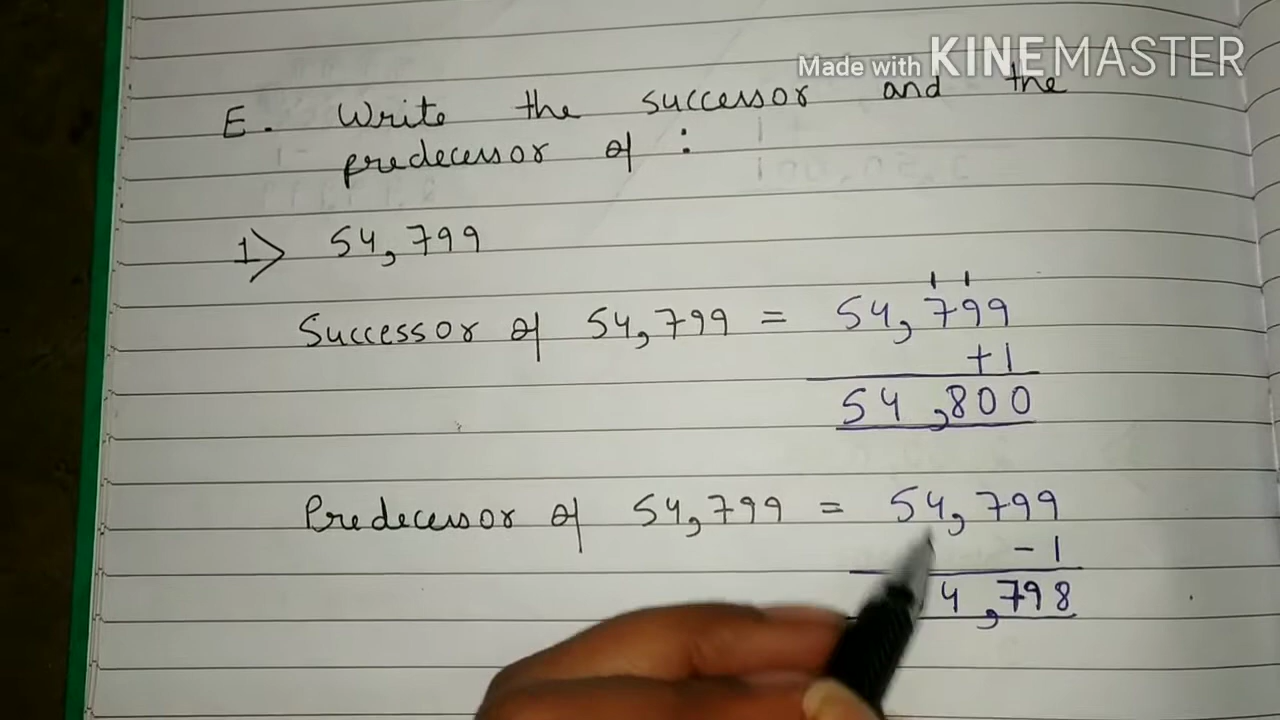 Made with KINEMASTER
E. Write the successor and the
predecessor of :
1> 54,799
Successor of 54,799 = 54,799
+1
54,800
Predecessor of 54,799 = 54,799
-1
4,798